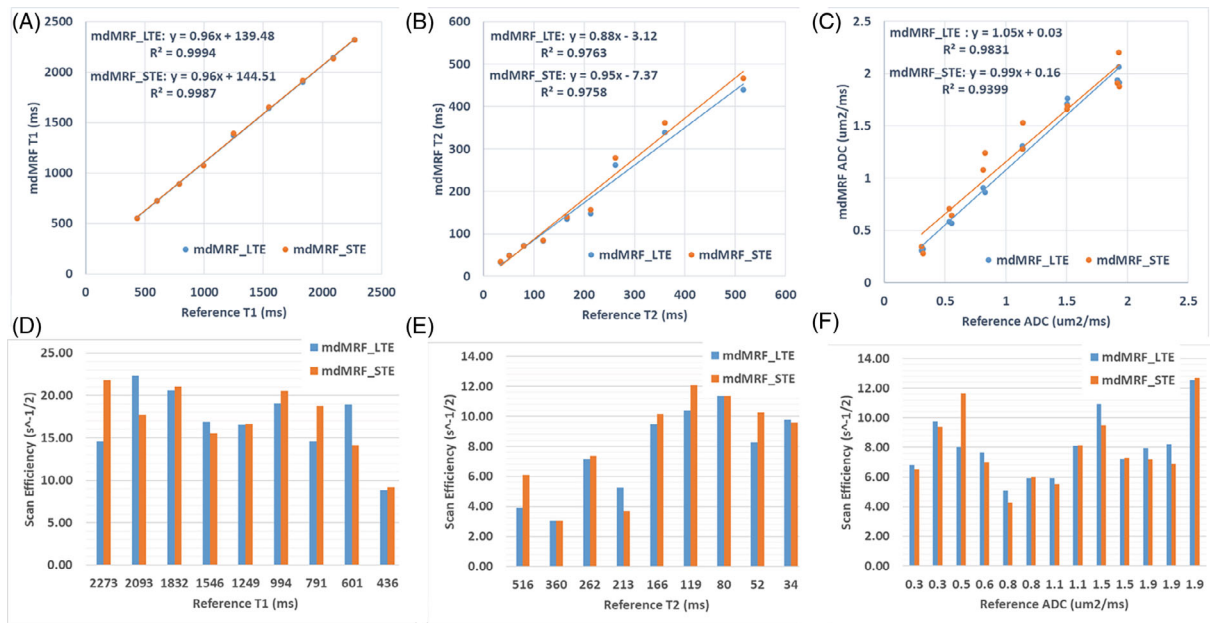 (A)
mdMRF_LTE: y = 0.96x + 139.48
R² = 0.9994
mdMRF_STE: y = 0.96x + 144.51
R² = 0.9987
mdMRF T1 (ms)
2500
2000
1500
1000
500
0
0 500 1000 1500 2000 2500
Reference T1 (ms)
mdMRF_LTE mdMRF_STE
(B)
mdMRF_LTE: y = 0.88x - 3.12
R² = 0.9763
mdMRF_STE: y = 0.95x - 7.37
R² = 0.9758
mdMRF T2 (ms)
600
500
400
300
200
100
0
0 100 200 300 400 500 600
Reference T2 (ms)
mdMRF_LTE mdMRF_STE
(C)
mdMRF_LTE : y = 1.05x + 0.03
R² = 0.9831
mdMRF_STE: y = 0.99x + 0.16
R² = 0.9399
mdMRF ADC (um2/ms)
2.5
2
1.5
1
0.5
0
0 0.5 1 1.5 2 2.5
Reference ADC (um2/ms)
mdMRF_LTE mdMRF_STE
(D)
mdMRF_LTE
mdMRF_STE
Scan Efficiency (s^-1/2)
25.00
20.00
15.00
10.00
5.00
0.00
2273 2093 1832 1546 1249 994 791 601 436
Reference T1 (ms)
(E)
mdMRF_LTE
mdMRF_STE
Scan Efficiency (s^-1/2)
14.00
12.00
10.00
8.00
6.00
4.00
2.00
0.00
516 360 262 213 166 119 80 52 34
Reference T2 (ms)
(F)
mdMRF_LTE
mdMRF_STE
Scan Efficiency (s^-1/2)
14.00
12.00
10.00
8.00
6.00
4.00
2.00
0.00
0.3 0.3 0.5 0.6 0.8 0.8 1.1 1.1 1.5 1.5 1.9 1.9 1.9
Reference ADC (um2/ms)